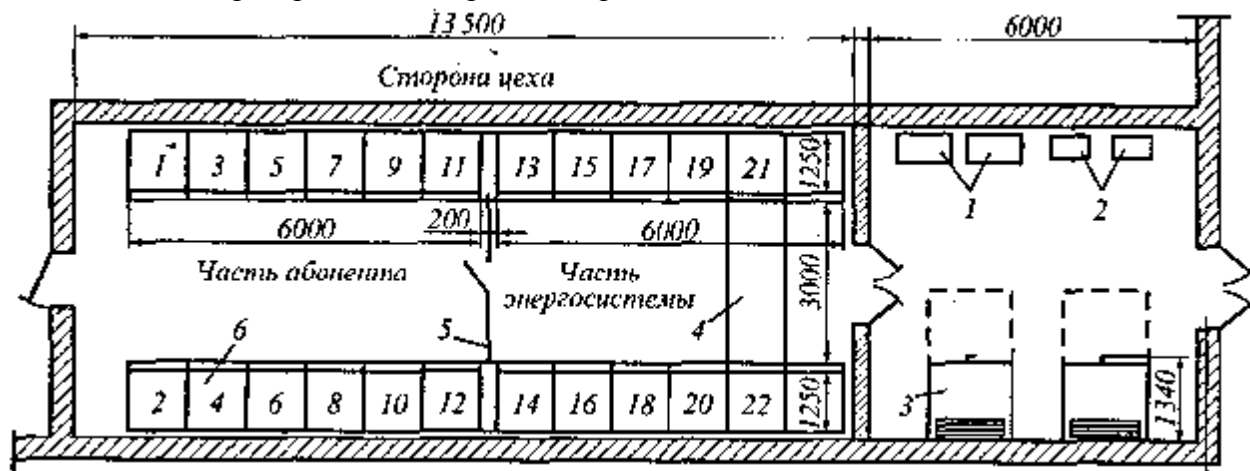 13 500
6000
Сторона цеха
1 3 5 7 9 11 13 15 17 19 21 1250
1 2
6000 200 6000
3000
Часть абонента
Часть
энергосистемы
6 5 4
2 4 6 8 10 12 14 16 18 20 22 1250
3 1340